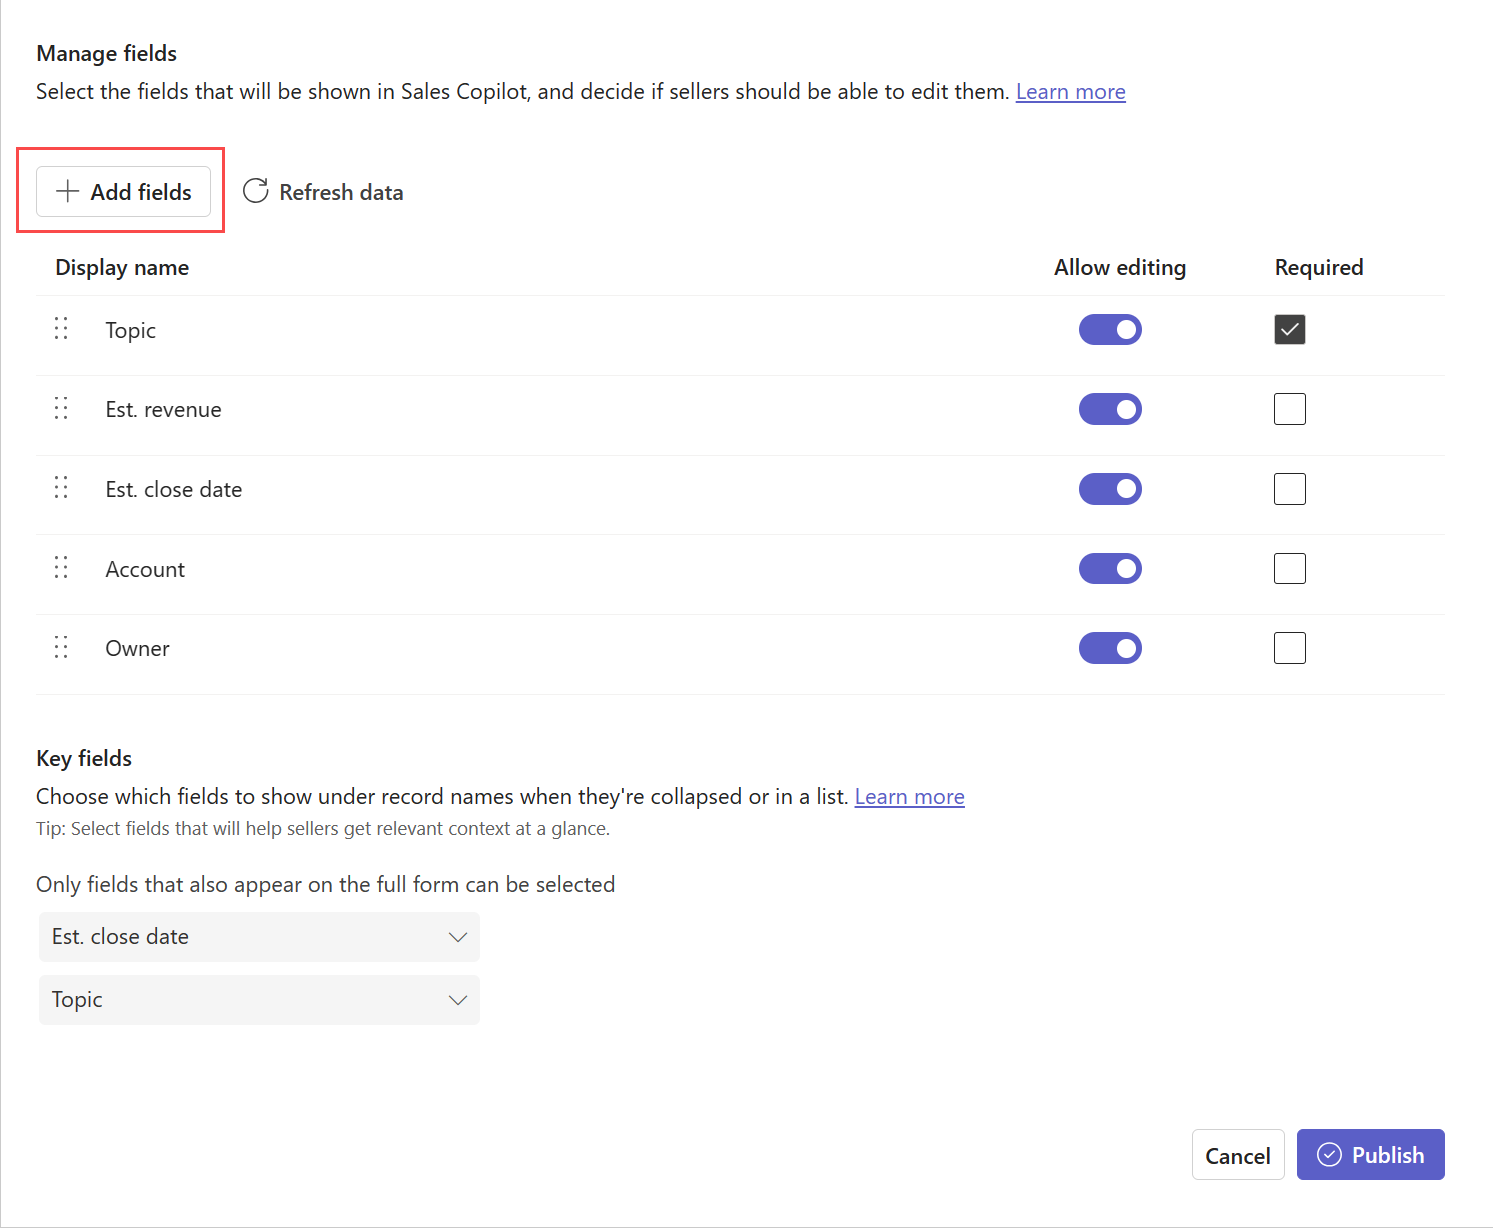 Manage fields
Select the fields that will be shown in Sales Copilot, and decide if sellers should be able to edit them. Learn more
Add fields Refresh data
Display name Allow editing Required
Topic
Est. revenue
Est. close date
Account
Owner
Key fields
Choose which fields to show under record names when they're collapsed or in a list. Learn more
Tip: Select fields that will help sellers get relevant context at a glance.
Only fields that also appear on the full form can be selected
Est. close date
Topic
Cancel Publish